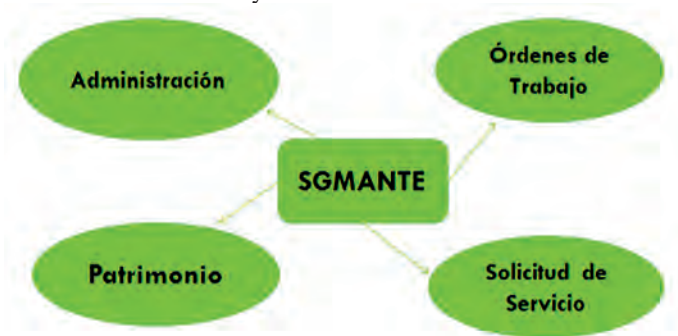 Administración
Órdenes de
Trabajo
SGMANTE
Patrimonio
Solicitud de
Servicio